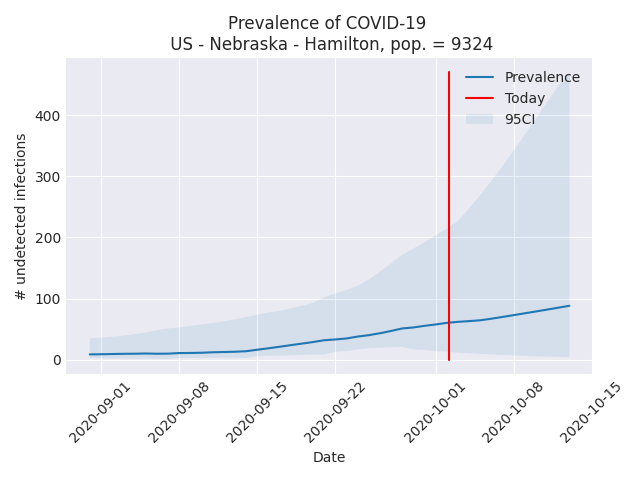 Prevalence of COVID-19
US - Nebraska - Hamilton, pop. = 9324
Prevalence
Today
95CI
400
300
200
100
0
# undetected infections
2020-09-01
2020-09-08
2020-09-15
2020-09-22
2020-10-01
2020-10-08
2020-10-15
Date